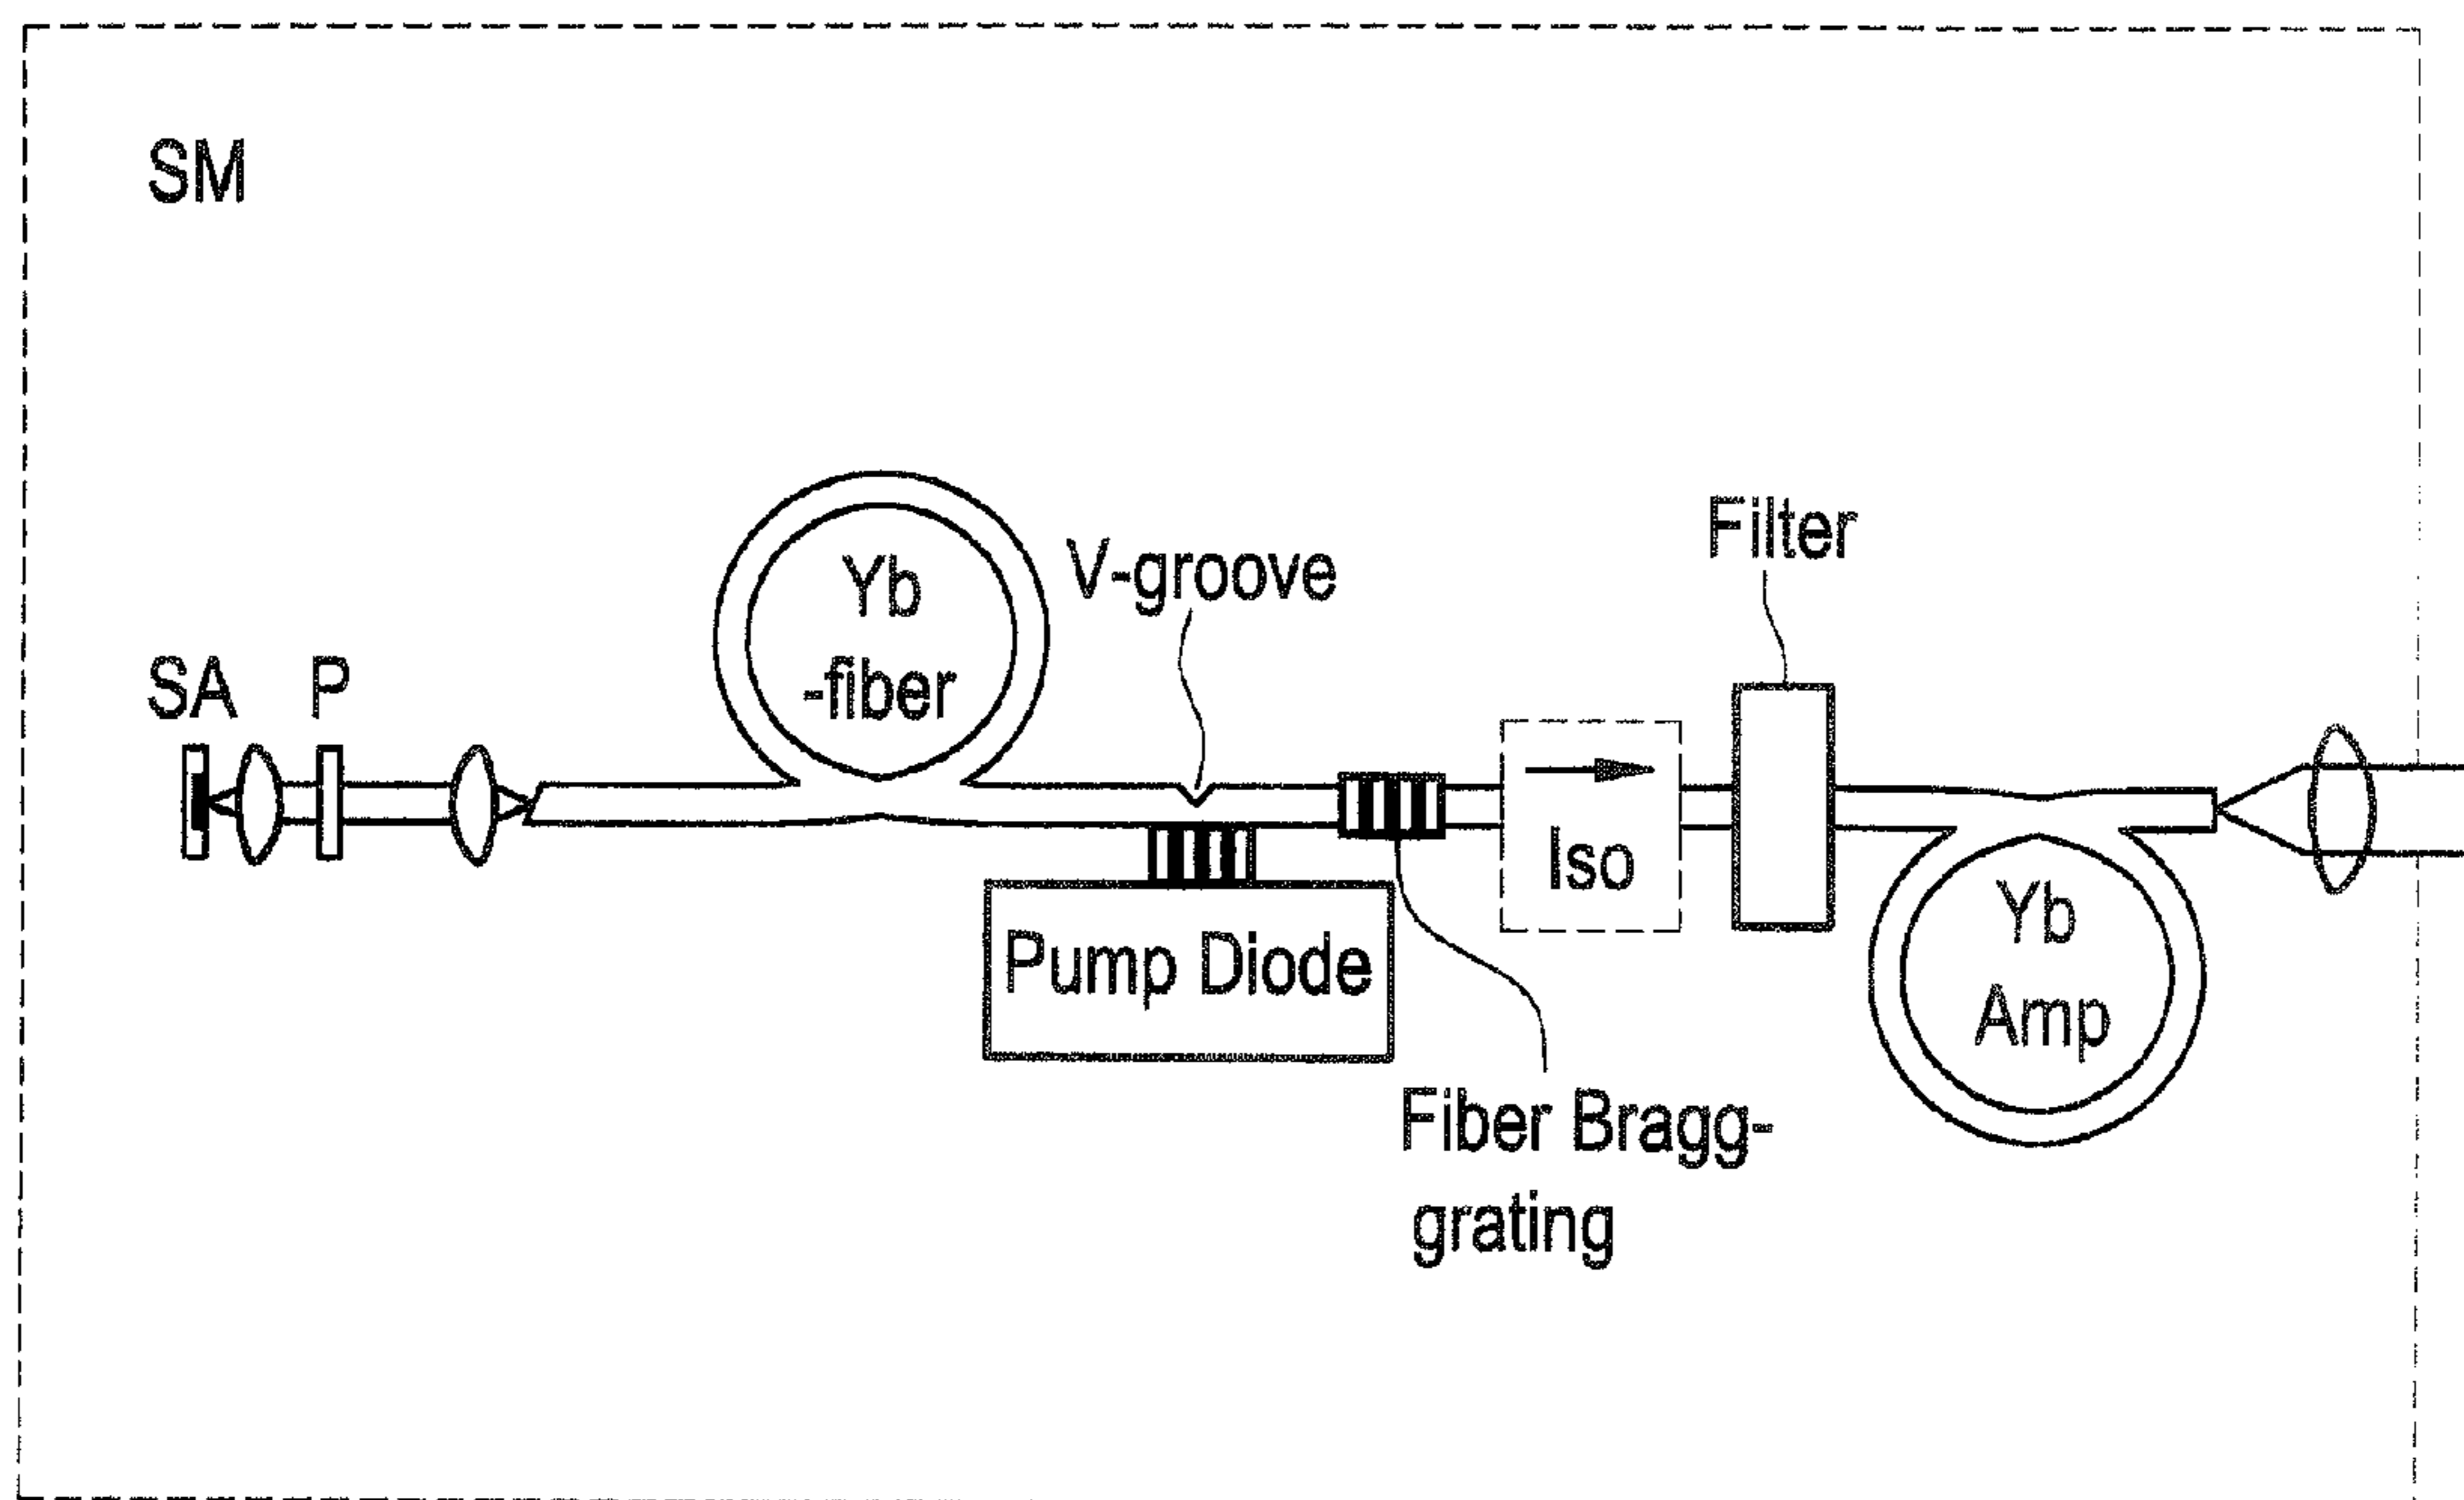 SM
SA
P
Yb
-fiber
V-groove
Filter
Pump Diode
Iso
Yb
Amp
Fiber Bragg-
grating